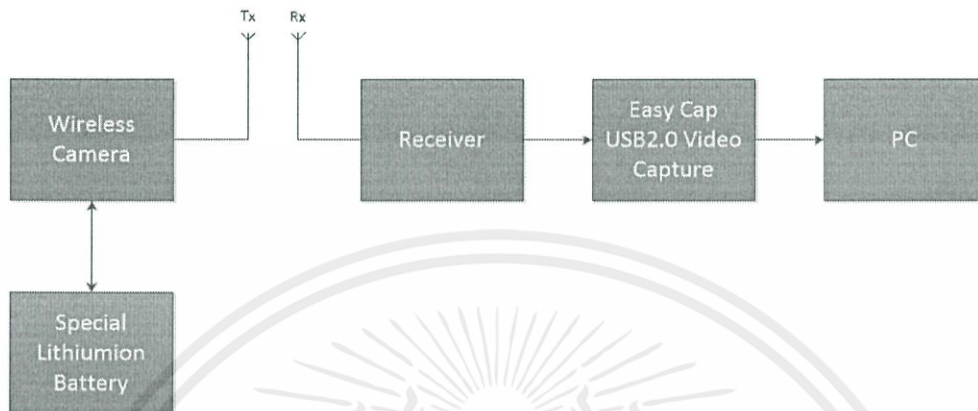 Tx
Rx
Wireless
Camera
Receiver
Easy Cap
USB2.0 Video
Capture
PC
Special
Lithiumion
Battery